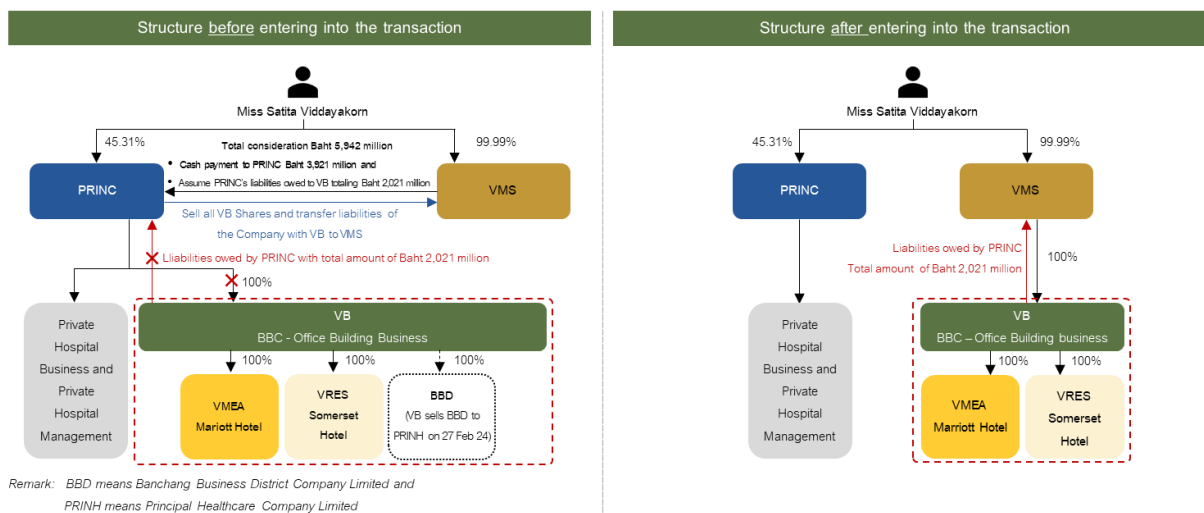 Structure before entering into the transaction
Miss Satita Viddayakorn
45.31%
99.99%
Total consideration Baht 5,942 million
• Cash payment to PRINC Baht 3,921 million and
• Assume PRINC's liabilities owed to VB totaling Baht 2,021 million
PRINC
VMS
Sell all VB Shares and transfer liabilities of
the Company with VB to VMS
Lliabilities owed by PRINC with total amount of Baht 2,021 million
100%
Private
Hospital
Business and
Private
Hospital
Management
VB
BBC - Office Building Business
100%
100%
100%
VMEA
Mariott Hotel
VRES
Somerset
Hotel
BBD
(VB sells BBD to
PRINH on 27 Feb 24)
Remark: BBD means Banchang Business District Company Limited and
PRINH means Principal Healthcare Company Limited
Structure after entering into the transaction
Miss Satita Viddayakorn
45.31%
99.99%
PRINC
VMS
Liabilities owed by PRINC
Total amount of Baht 2,021 million
100%
Private
Hospital
Business and
Private
Hospital
Management
VB
BBC – Office Building business
100%
100%
VMEA
Marriott Hotel
VRES
Somerset
Hotel